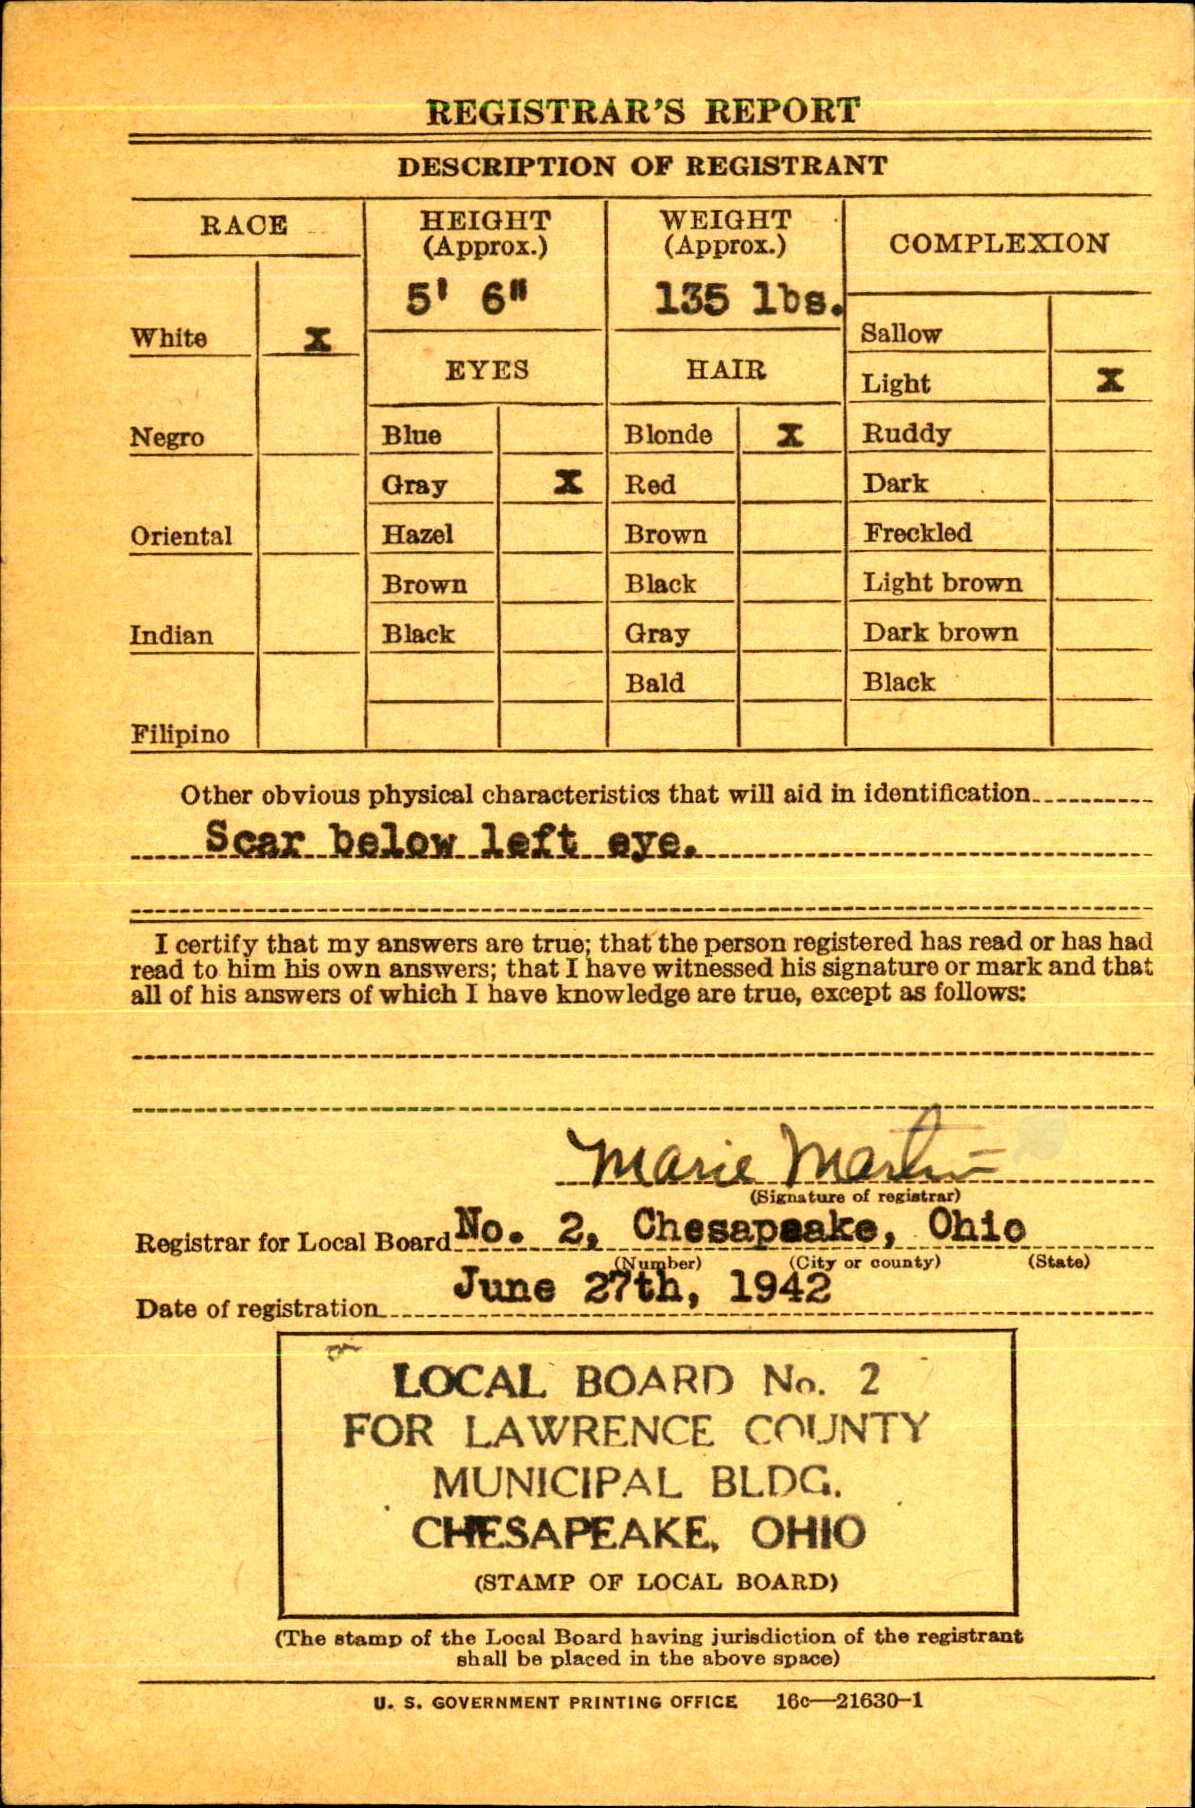 REGISTRAR'S REPORT
DESCRIPTION OF REGISTRANT
RACE
HEIGHT
(Approx.)
WEIGHT
(Approx.)
COMPLEXION
5' 6"
135 lbs.
White X
EYES
HAIR
Sallow
Light X
Negro
Blue
Blonde X
Ruddy
Gray X
Red
Dark
Oriental
Hazel
Brown
Freckled
Brown
Black
Light brown
Indian
Black
Gray
Dark brown
Bald
Black
Filipino
Other obvious physical characteristics that will aid in identification
Scar below left eye.
I certify that my answers are true; that the person registered has read or has had
read to him his own answers; that I have witnessed his signature or mark and that
all of his answers of which I have knowledge are true, except as follows:
Marie Martin
(Signature of registrar)
Registrar for Local Board No. 2, Chesapeake, Ohio
(Number) (City or county) (State)
Date of registration June 27th, 1942
LOCAL BOARD No. 2
FOR LAWRENCE COUNTY
MUNICIPAL BLDG.
CHESAPEAKE, OHIO
(STAMP OF LOCAL BOARD)
(The stamp of the Local Board having jurisdiction of the registrant
shall be placed in the above space)
U. S. GOVERNMENT PRINTING OFFICE 16c—21630-1